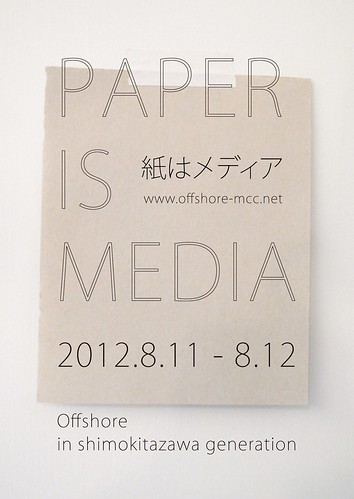 PAPER
IS
紙はメディア
www.offshore-mcc.net
MEDIA
2012.8.11 - 8.12
Offshore
in shimokitazawa generation